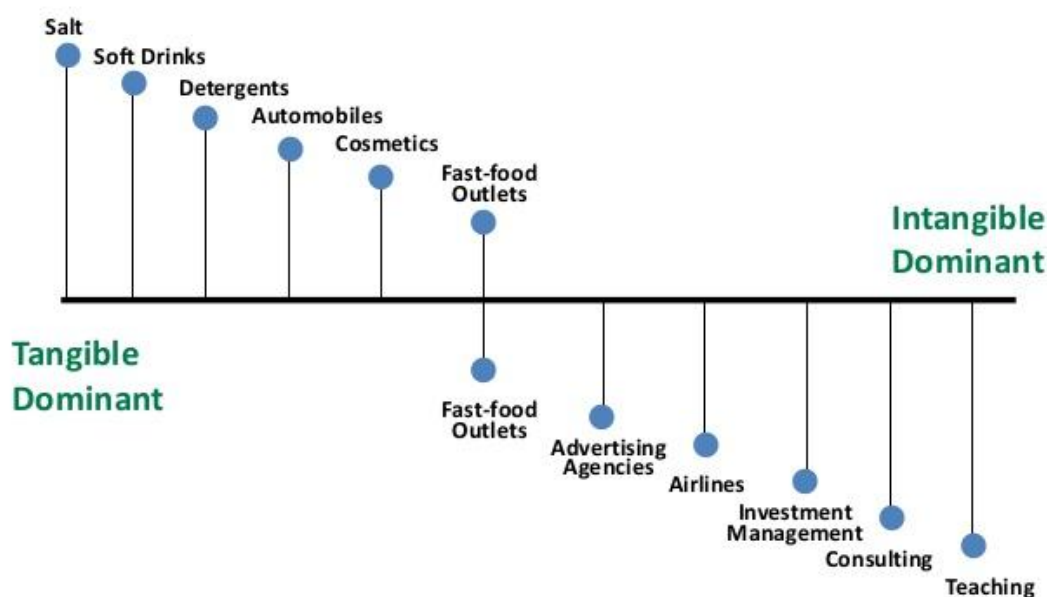 Salt
Soft Drinks
Detergents
Automobiles
Cosmetics
Fast-food
Outlets
Intangible
Dominant
Tangible
Dominant
Fast-food
Outlets
Advertising
Agencies
Airlines
Investment
Management
Consulting
Teaching